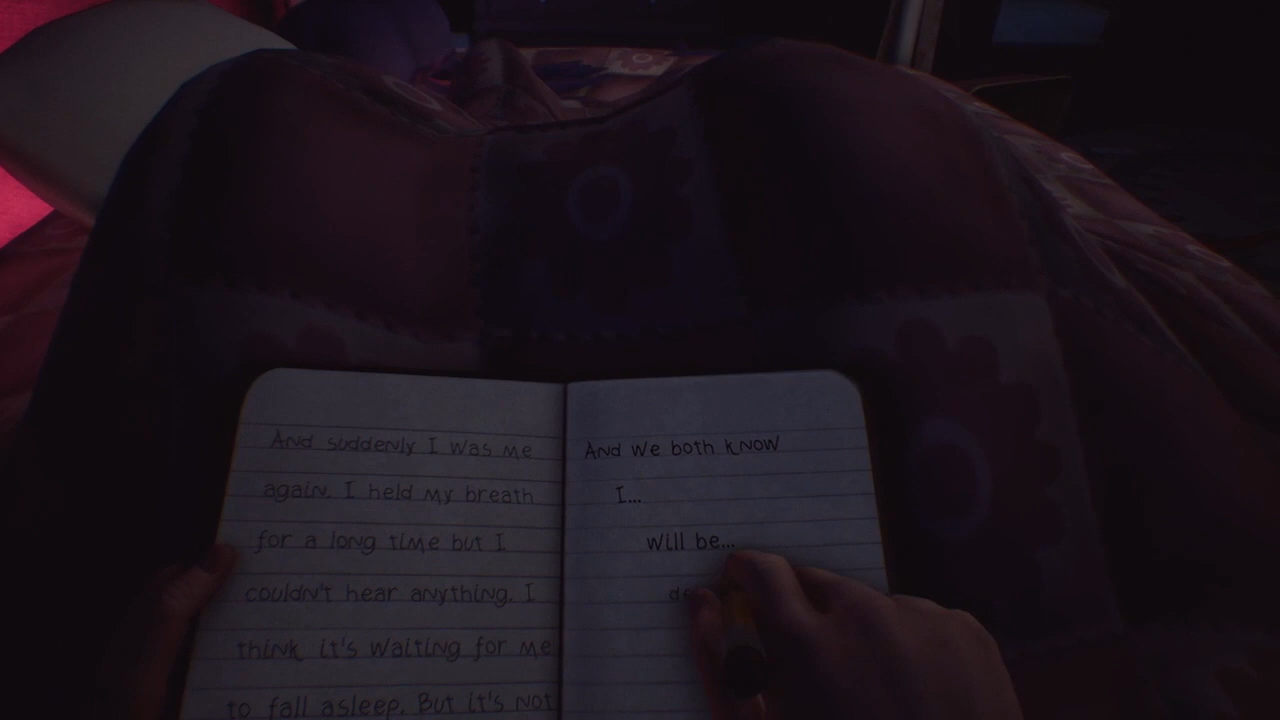 And suddenly I was me
again. I held my breath
for a long time but I
couldn't hear anything. I
think it's waiting for me
to fall asleep. But it's not
And we both know
I...
will be...